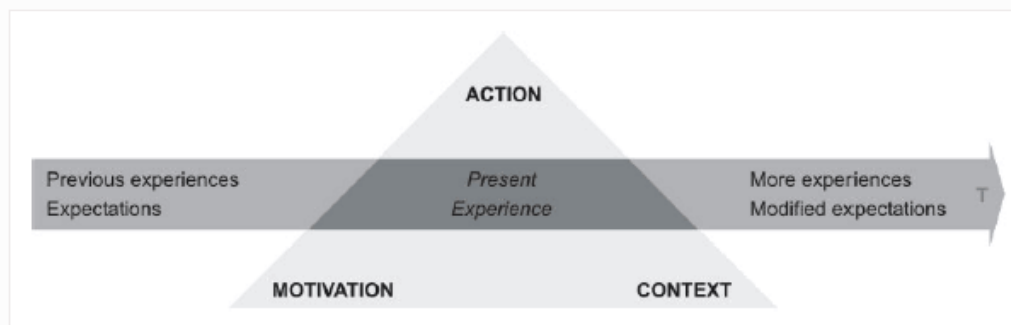 ACTION
Previous experiences
Expectations
Present
Experience
More experiences
Modified expectations
T
MOTIVATION
CONTEXT